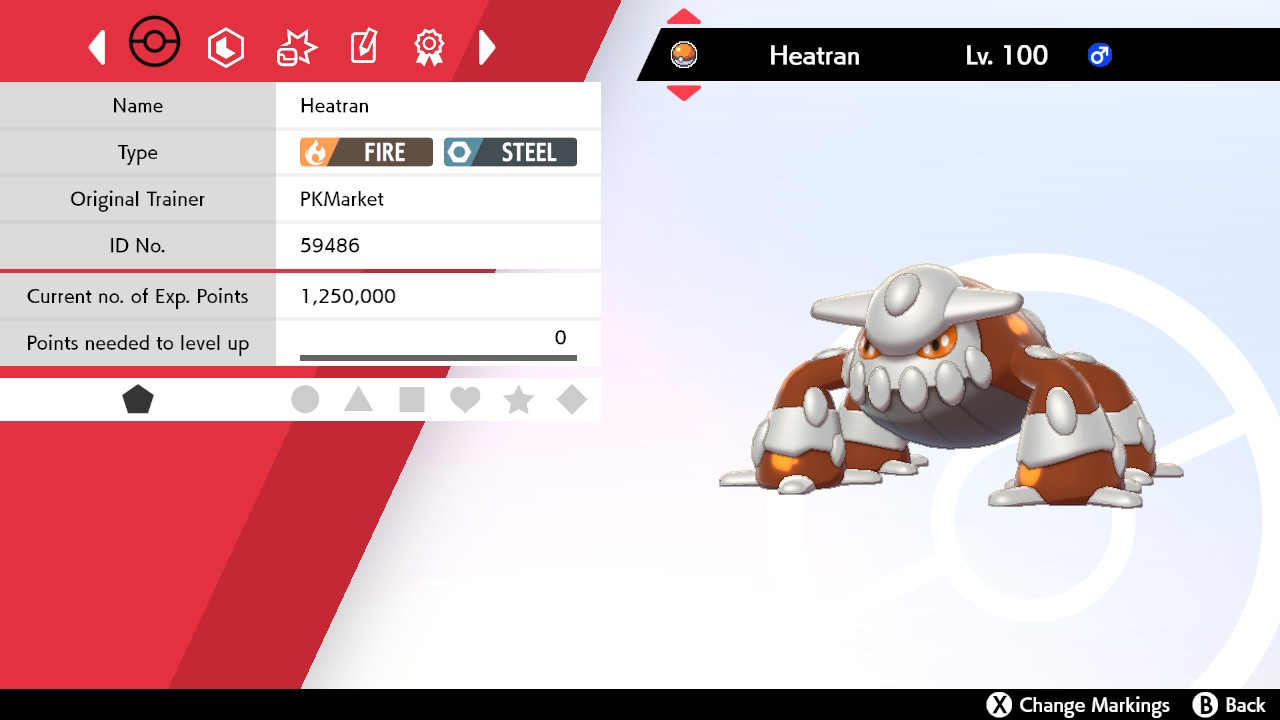 Heatran Lv. 100
Name Heatran
Type FIRE STEEL
Original Trainer PKMarket
ID No. 59486
Current no. of Exp. Points 1,250,000
Points needed to level up 0
X Change Markings B Back